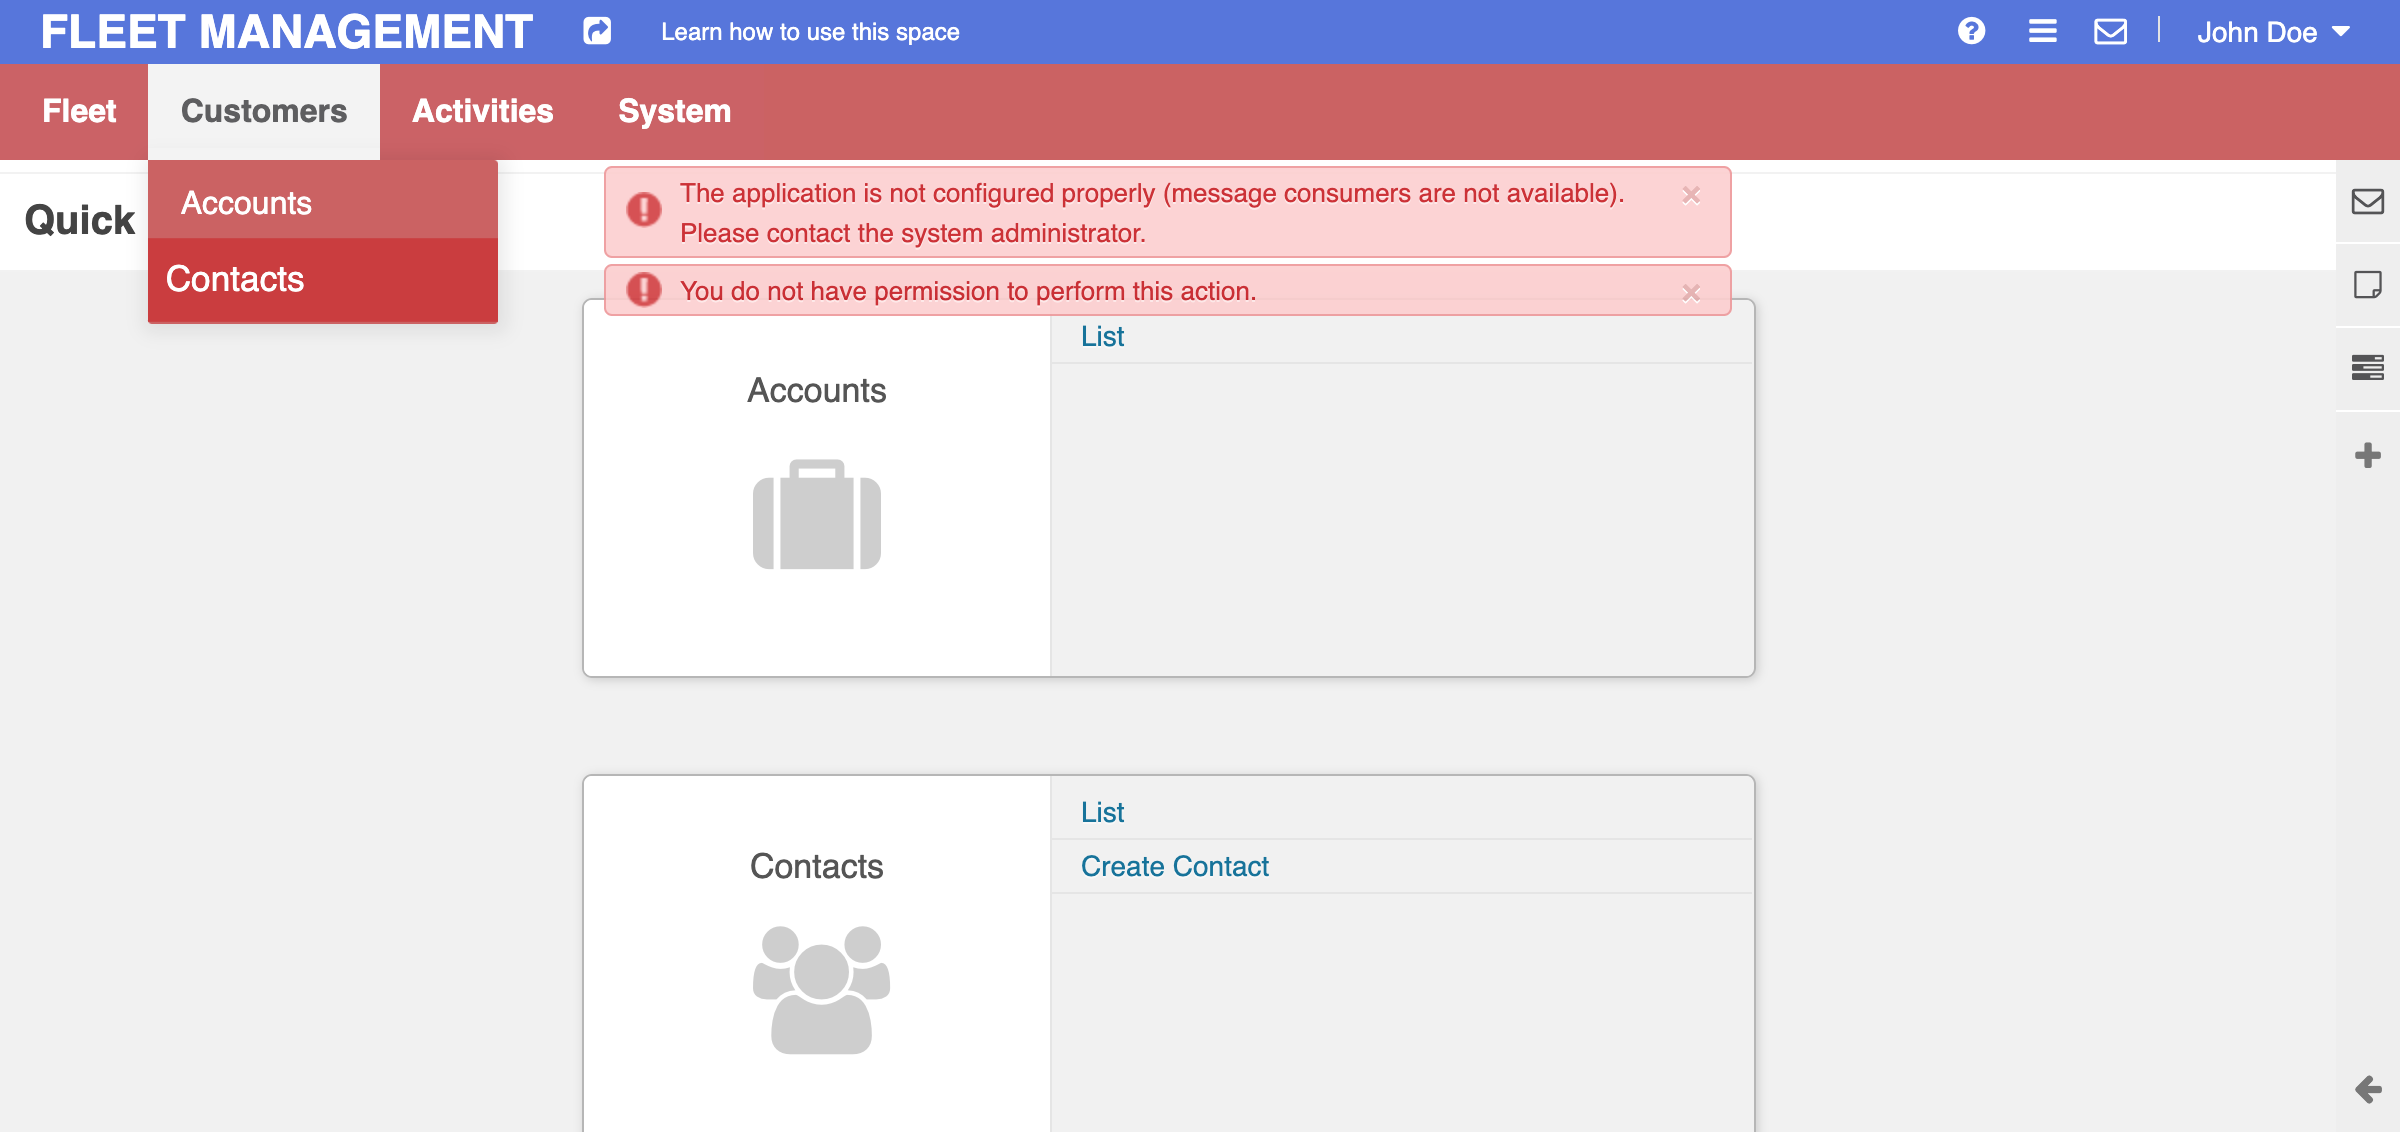 FLEET MANAGEMENT
Learn how to use this space
John Doe
Fleet
Customers
Activities
System
Accounts
Contacts
Quick
The application is not configured properly (message consumers are not available).
Please contact the system administrator.
You do not have permission to perform this action.
Accounts
List
Contacts
List
Create Contact